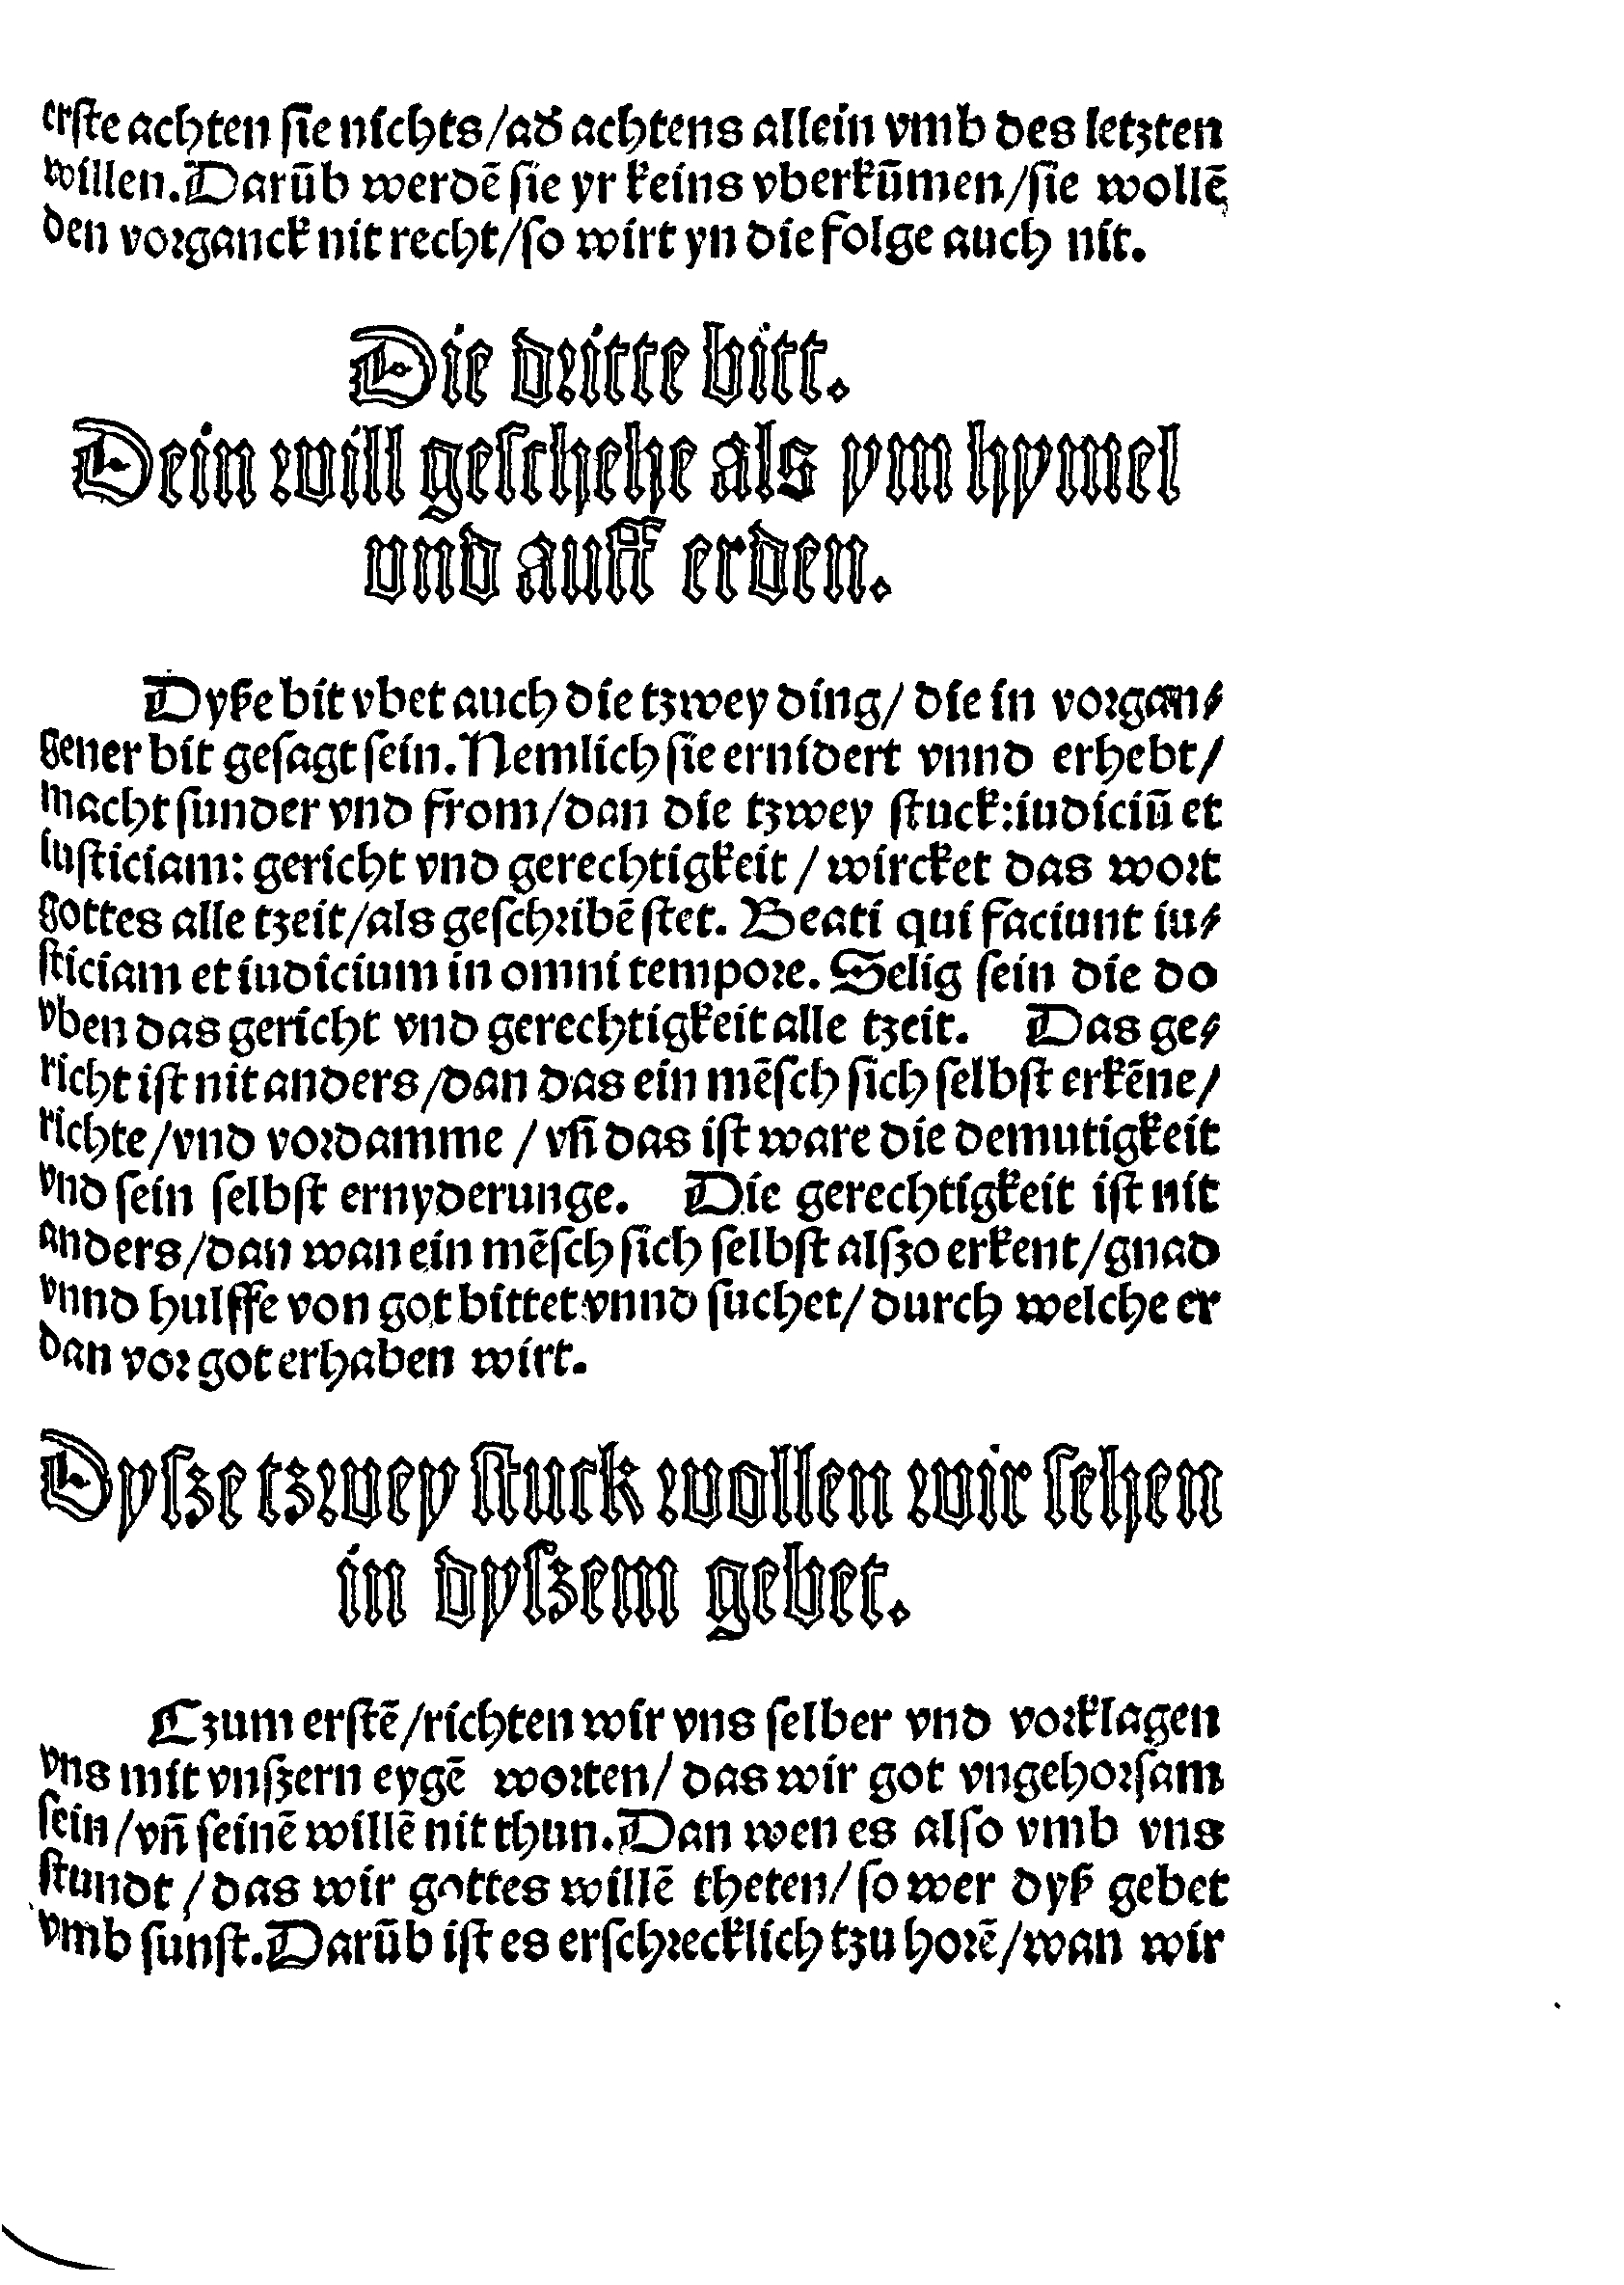 erſte achten ſie nichts/ad̕ achtens allein vmb des letzten
willen. Darūb werdē ſie yr keins vberkūmen/ſie wollē
den vorganck nit recht/ſo wirt yn die folge auch nit.
Die dritte bitt.
Dein will geſchehe als ym hymel
vnd auff erden.
Dyße bit vbet auch die tzwey ding/ die in vorgan⸗
gener bit geſagt ſein. Nemlich ſie ernidert vnnd erhebt/
macht ſunder vnd from/dan die tzwey ſtuck:iudiciū et
iuſticiam: gericht vnd gerechtigkeit / wircket das wort
gottes alle tzeit/als geſchribē ſtet. Beati qui faciunt iu⸗
ſticiam et iudicium in omni tempore. Selig ſein die do
vben das gericht vnd gerechtigkeit alle tzeit. Das ge⸗
richt iſt nit anders/dan das ein mēſch ſich ſelbſt erkēne/
richte/vnd vordamme / vñ das iſt ware die demutigkeit
vnd ſein ſelbſt ernyderunge. Die gerechtigkeit iſt nit
anders/dan wan ein mēſch ſich ſelbſt alſzo erkent/gnad
vnnd hulffe von got bittet vnnd ſuchet/ durch welche er
dan vor got erhaben wirt.
Dyſze tzwey ſtuck wollen wir ſehen
in dyſzem gebet.
Czum erſtē/richten wir vns ſelber vnd vorklagen
vns mit vnſzern eygē worten/ das wir got vngehorſam
ſein/vñ ſeinē willē nit thun. Dan wen es alſo vmb vns
ſtundt / das wir gottes willē theten/ ſo wer dyß gebet
vmb ſunſt. Darūb iſt es erſchrecklich tzu horē/wan wir